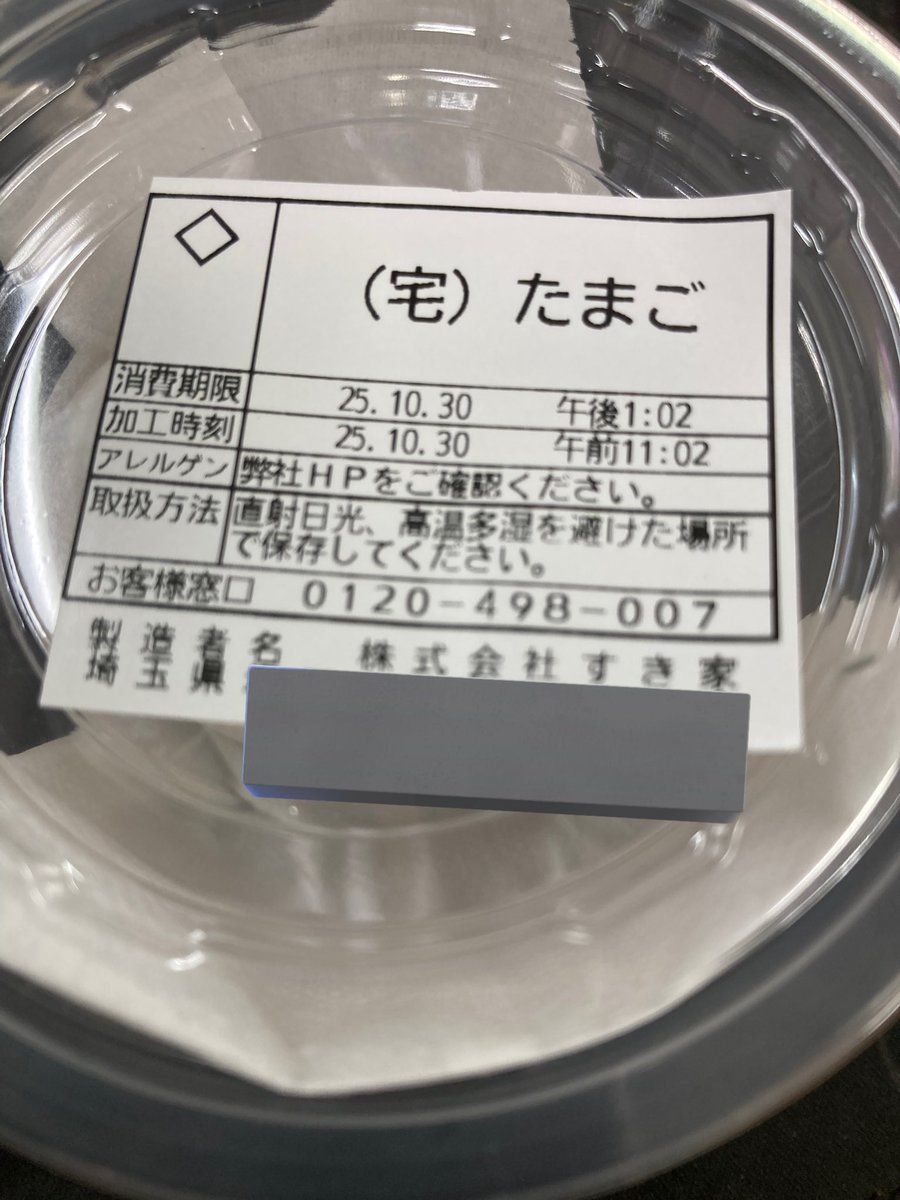 （宅）たまご
消費期限 25.10.30 午後1:02
加工時刻 25.10.30 午前11:02
アレルゲン 弊社HPをご確認ください。
取扱方法 直射日光、高温多湿を避けた場所
で保存してください。
お客様窓口 0120-498-007
製造者名 株式会社すき家
埼玉県